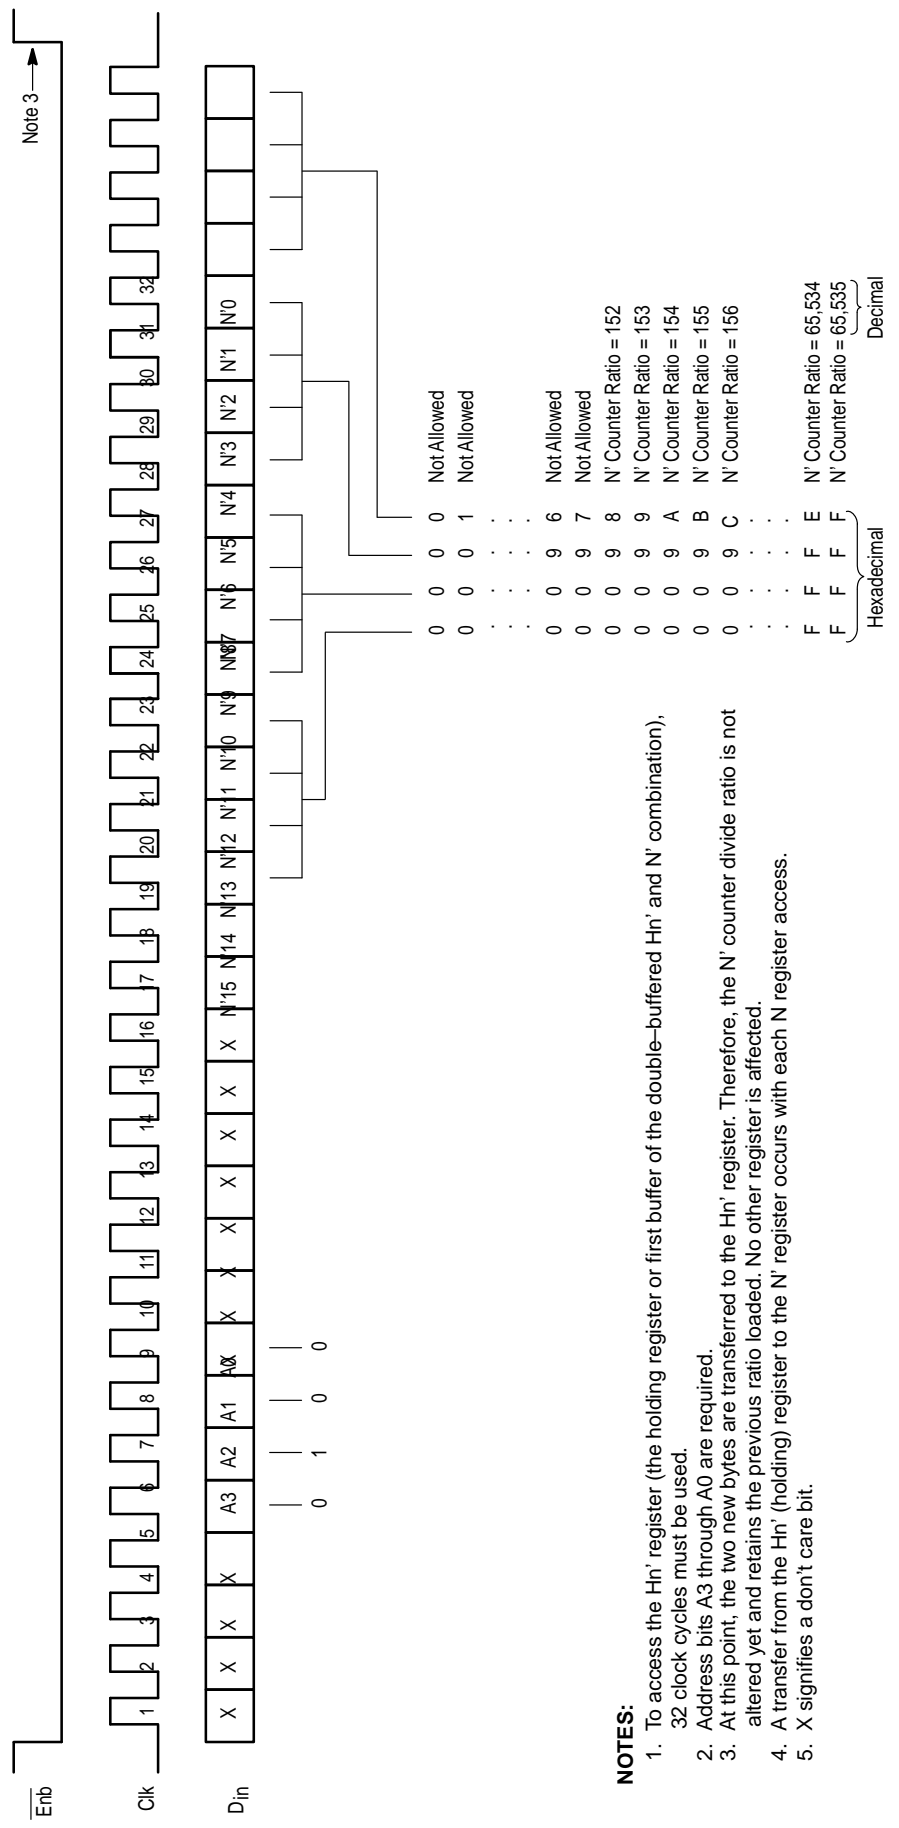 Enb
Note 3
Clk
1 2 3 4 5 6 7 8 9 10 11 12 13 14 15 16 17 18 19 20 21 22 23 24 25 26 27 28 29 30 31 32
Din
X X X X A3 A2 A1 A0 X X X X X X X X N'15 N'14 N'13 N'12 N'11 N'10 N'9 N'8 N'7 N'6 N'5 N'4 N'3 N'2 N'1 N'0
0 1 0 0
0 0 0 0 Not Allowed
0 0 0 1 Not Allowed
. . . .
. . . .
. . . .
0 0 9 6 Not Allowed
0 0 9 7 Not Allowed
0 0 9 8 N' Counter Ratio = 152
0 0 9 9 N' Counter Ratio = 153
0 0 9 A N' Counter Ratio = 154
0 0 9 B N' Counter Ratio = 155
0 0 9 C N' Counter Ratio = 156
. . . .
. . . .
. . . .
F F F E N' Counter Ratio = 65,534
F F F F N' Counter Ratio = 65,535
Hexadecimal
Decimal
NOTES:
1. To access the Hn' register (the holding register or first buffer of the double–buffered Hn' and N' combination),
32 clock cycles must be used.
2. Address bits A3 through A0 are required.
3. At this point, the two new bytes are transferred to the Hn' register. Therefore, the N' counter divide ratio is not
altered yet and retains the previous ratio loaded. No other register is affected.
4. A transfer from the Hn' (holding) register to the N' register occurs with each N register access.
5. X signifies a don't care bit.